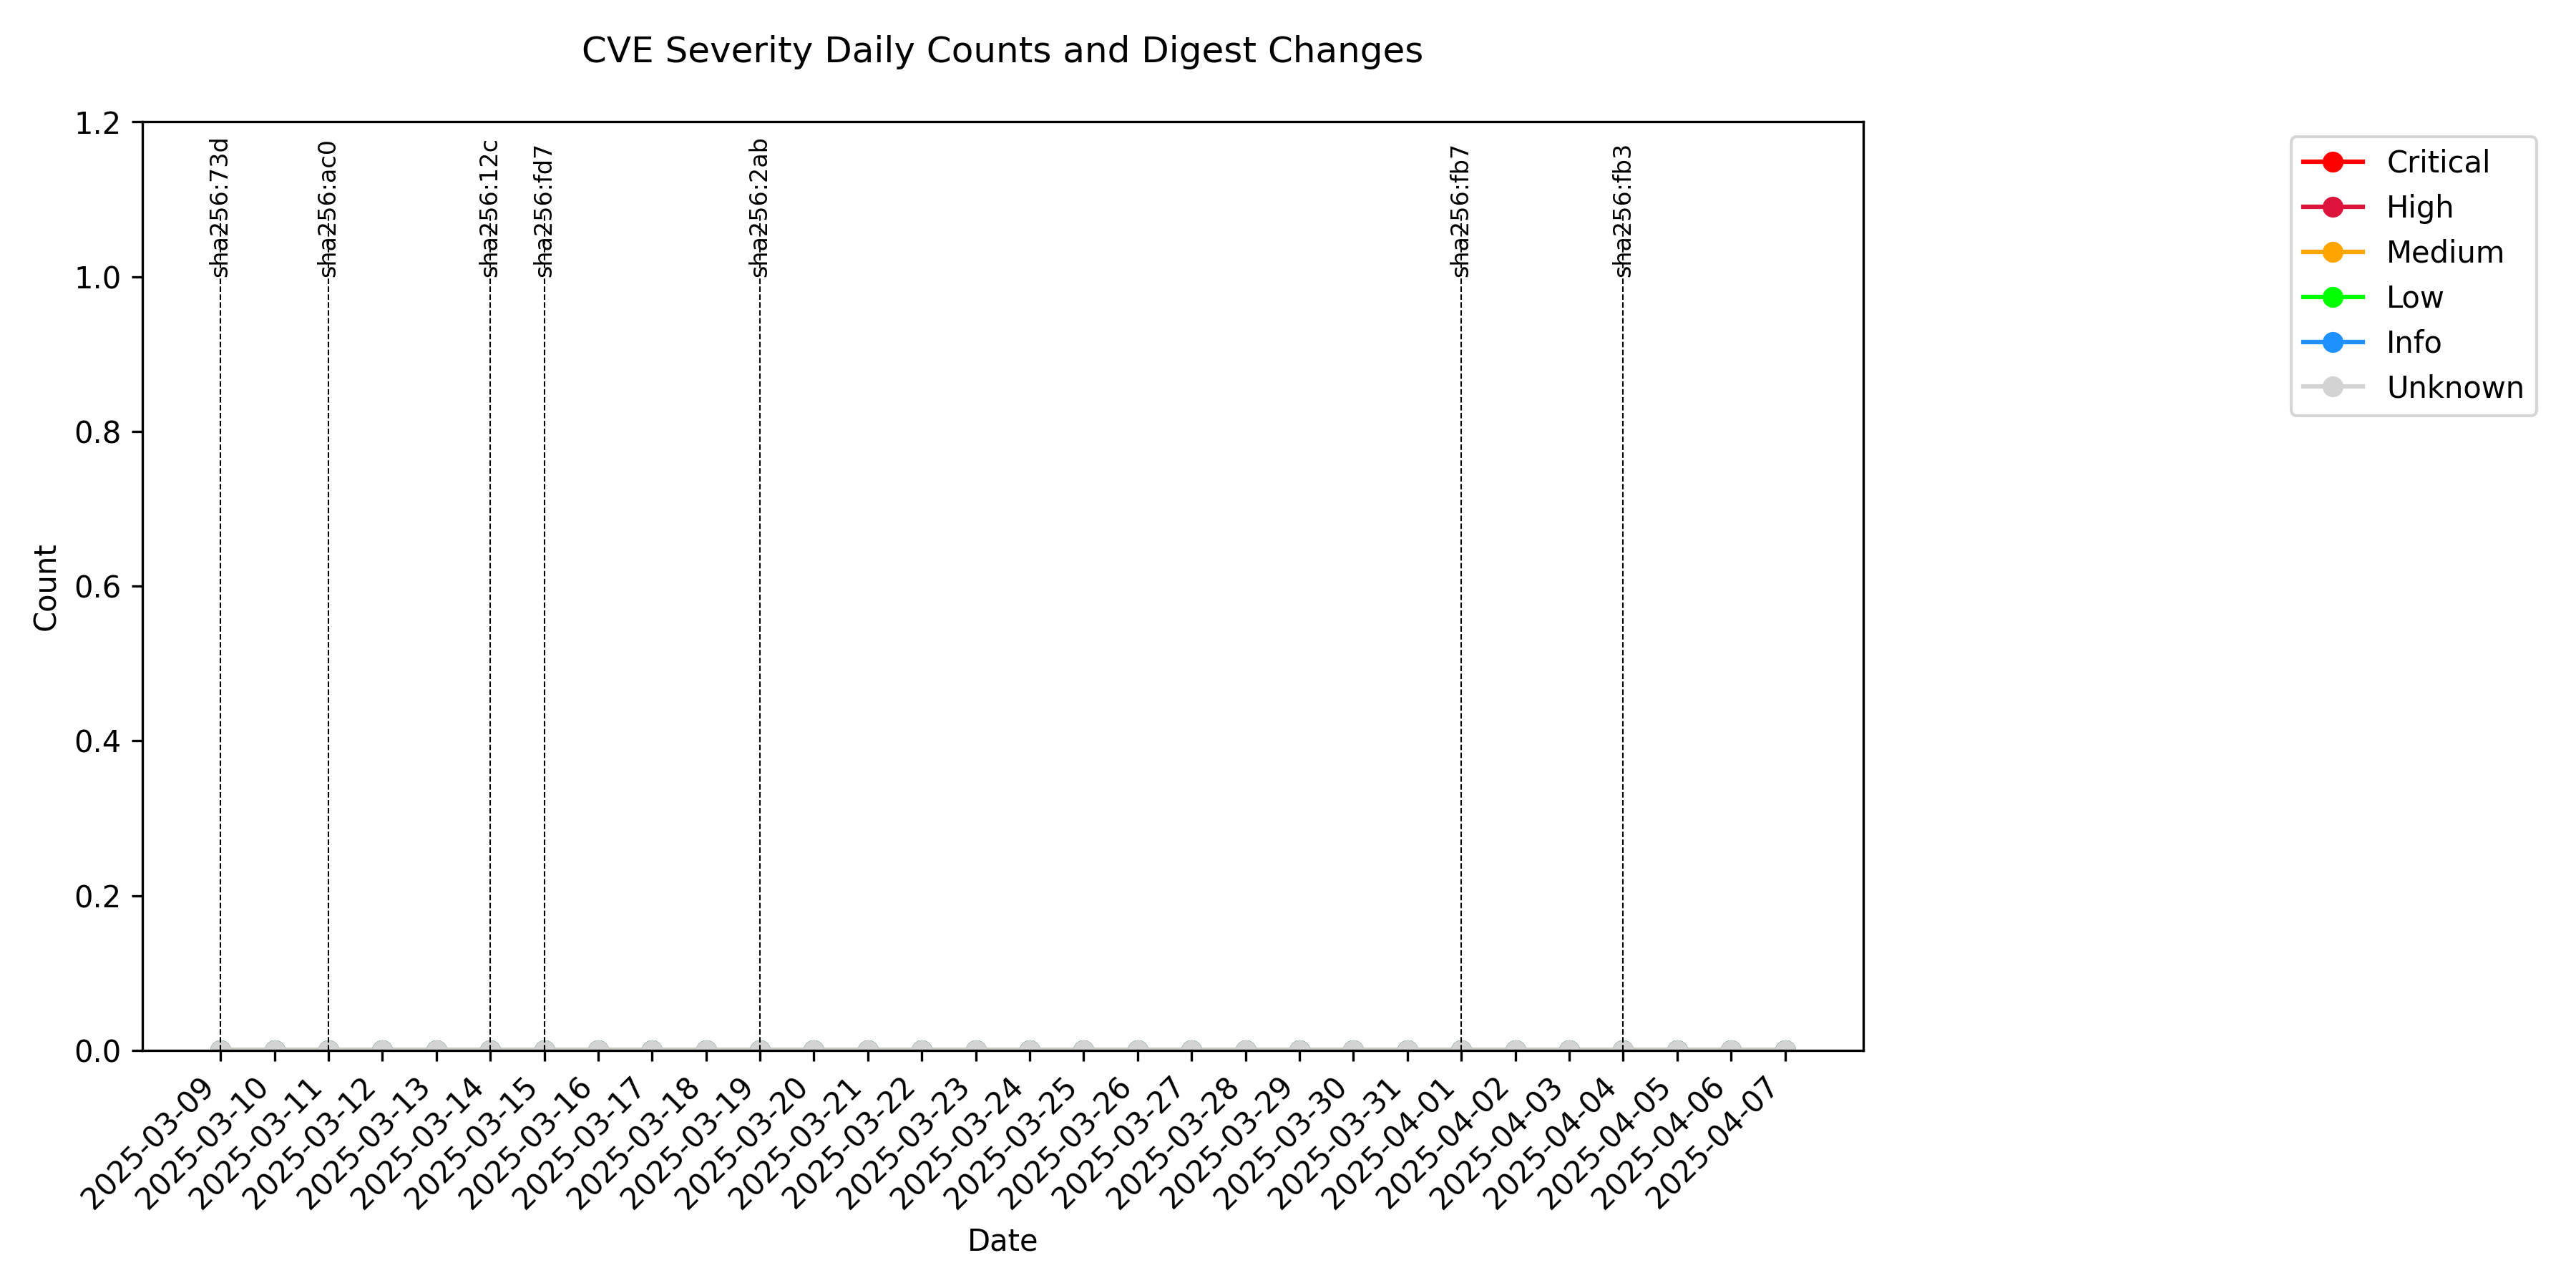 CVE Severity Daily Counts and Digest Changes
1.2
1.0
0.8
0.6
0.4
0.2
0.0
Count
sha256:73d
sha256:ac0
sha256:12c
sha256:fd7
sha256:2ab
sha256:fb7
sha256:fb3
2025-03-09
2025-03-10
2025-03-11
2025-03-12
2025-03-13
2025-03-14
2025-03-15
2025-03-16
2025-03-17
2025-03-18
2025-03-19
2025-03-20
2025-03-21
2025-03-22
2025-03-23
2025-03-24
2025-03-25
2025-03-26
2025-03-27
2025-03-28
2025-03-29
2025-03-30
2025-03-31
2025-04-01
2025-04-02
2025-04-03
2025-04-04
2025-04-05
2025-04-06
2025-04-07
Date
Critical
High
Medium
Low
Info
Unknown